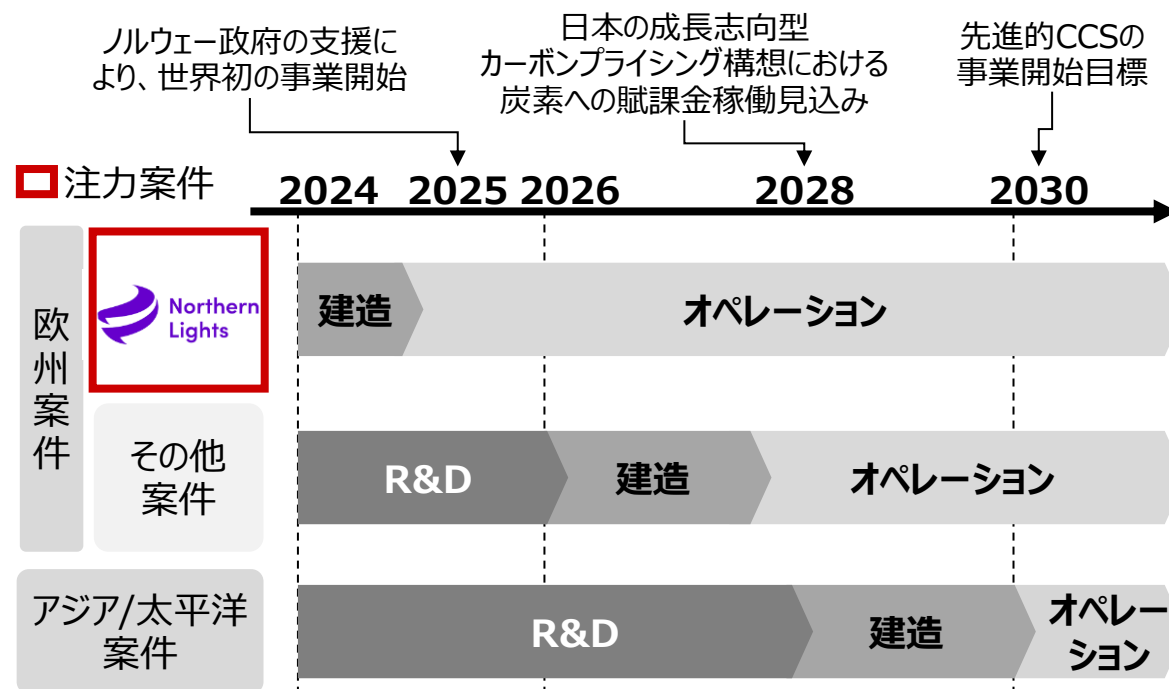 ノルウェー政府の支援に
より、世界初の事業開始
日本の成長志向型
カーボンプライシング構想における
炭素への賦課金稼働見込み
先進的CCSの
事業開始目標
注力案件
2024 2025 2026 2028 2030
欧州案件
Northern
Lights
建造
オペレーション
その他
案件
R&D
建造
オペレーション
アジア/太平洋
案件
R&D
建造
オペレー
ション